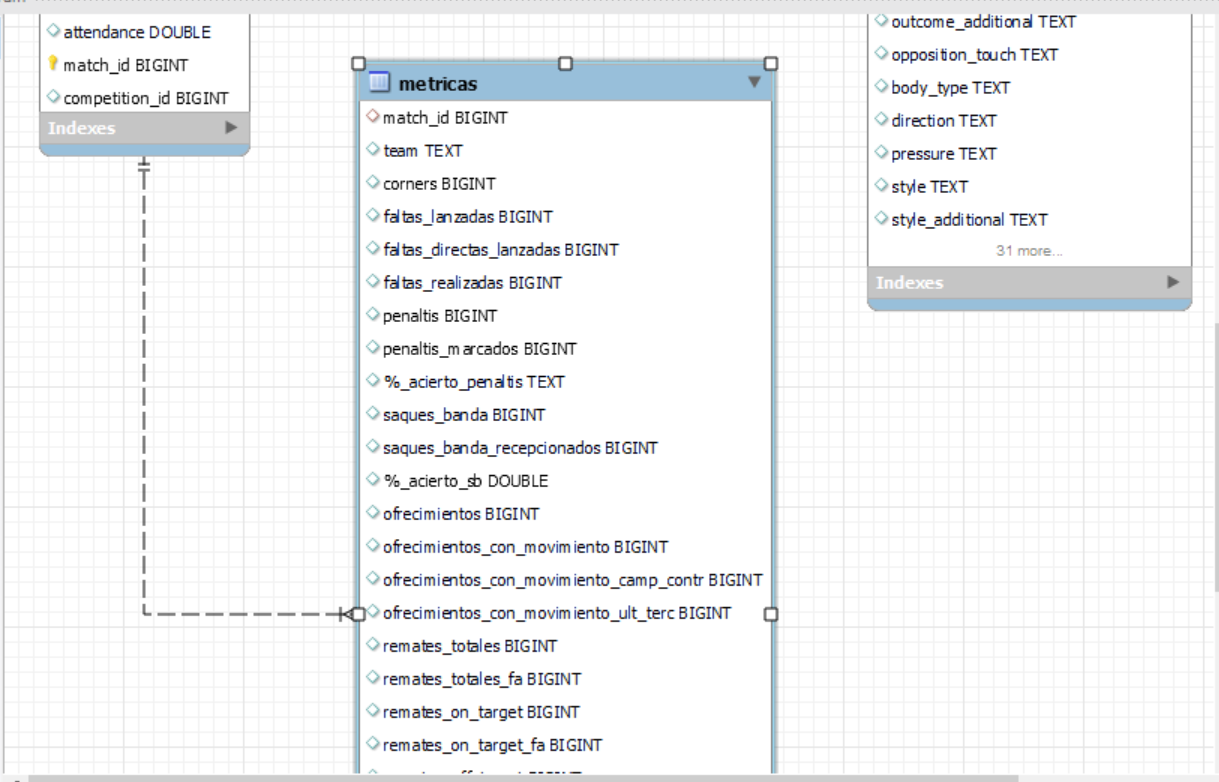 attendance DOUBLE
match_id BIGINT
competition_id BIGINT
Indexes
metricas
match_id BIGINT
team TEXT
corners BIGINT
faltas_lanzadas BIGINT
faltas_directas_lanzadas BIGINT
faltas_realizadas BIGINT
penaltis BIGINT
penaltis_marcados BIGINT
%_acierto_penaltis TEXT
saques_banda BIGINT
saques_banda_recepcionados BIGINT
%_acierto_sb DOUBLE
ofrecimientos BIGINT
ofrecimientos_con_movimiento BIGINT
ofrecimientos_con_movimiento_camp_contr BIGINT
ofrecimientos_con_movimiento_ult_terc BIGINT
remates_totales BIGINT
remates_totales_fa BIGINT
remates_on_target BIGINT
remates_on_target_fa BIGINT
outcome_additional TEXT
opposition_touch TEXT
body_type TEXT
direction TEXT
pressure TEXT
style TEXT
style_additional TEXT
31 more...
Indexes